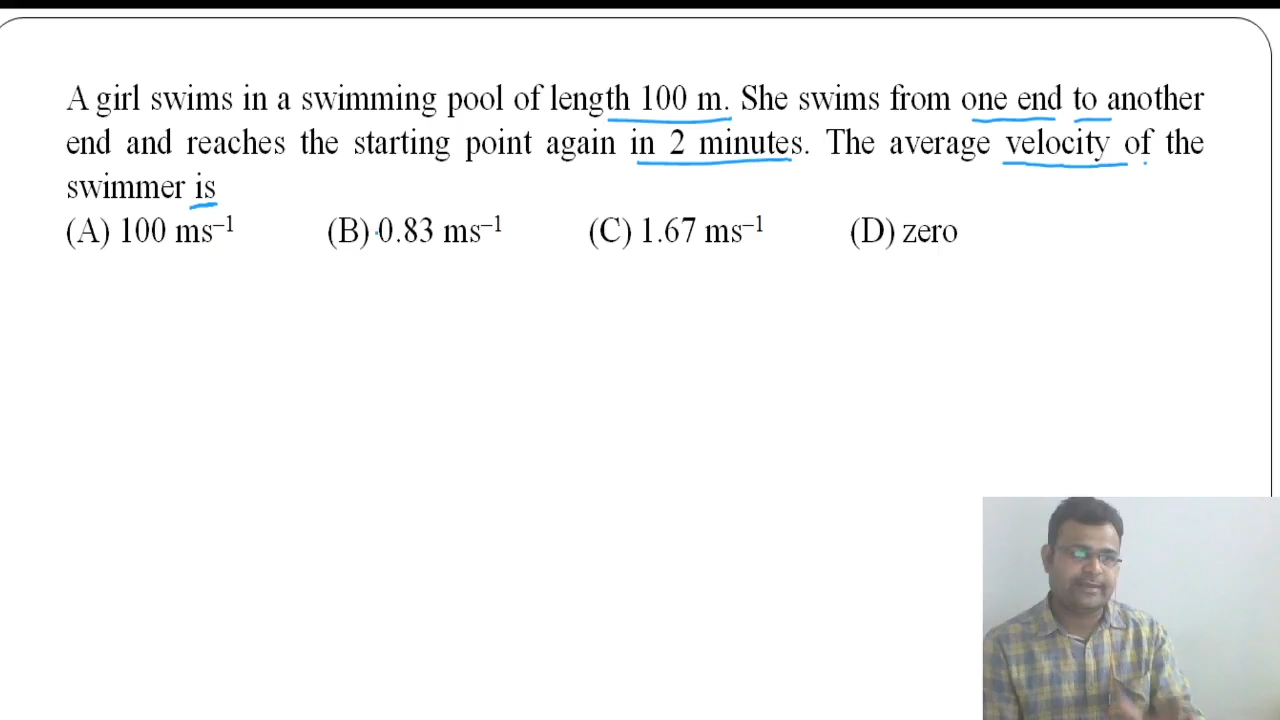 A girl swims in a swimming pool of length 100 m. She swims from one end to another
end and reaches the starting point again in 2 minutes. The average velocity of the
swimmer is
(A) 100 ms⁻¹ (B) 0.83 ms⁻¹ (C) 1.67 ms⁻¹ (D) zero